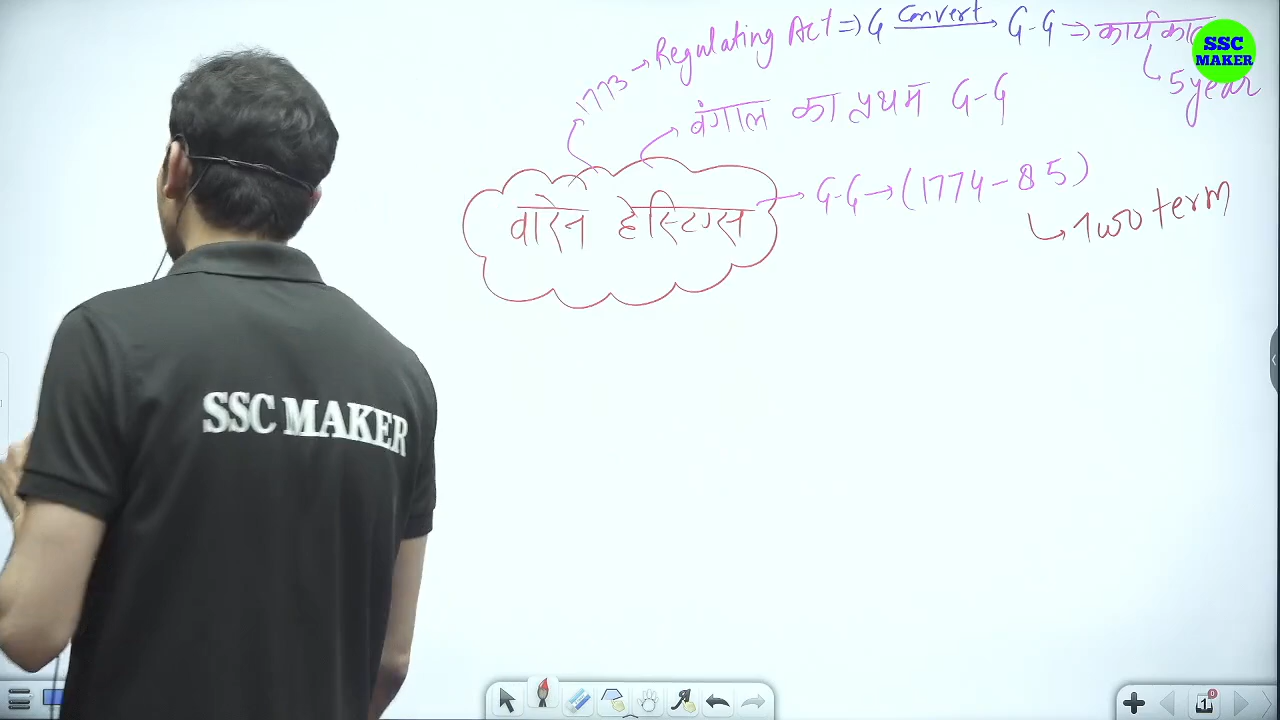 1773 → Regulating Act ⇒ G Convert → G-G ⇒ कार्यकाल
5 year
बंगाल का प्रथम G-G
वारेन हेस्टिंग्स → G-G → (1774-85)
Two term
SSC MAKER
SSC
MAKER